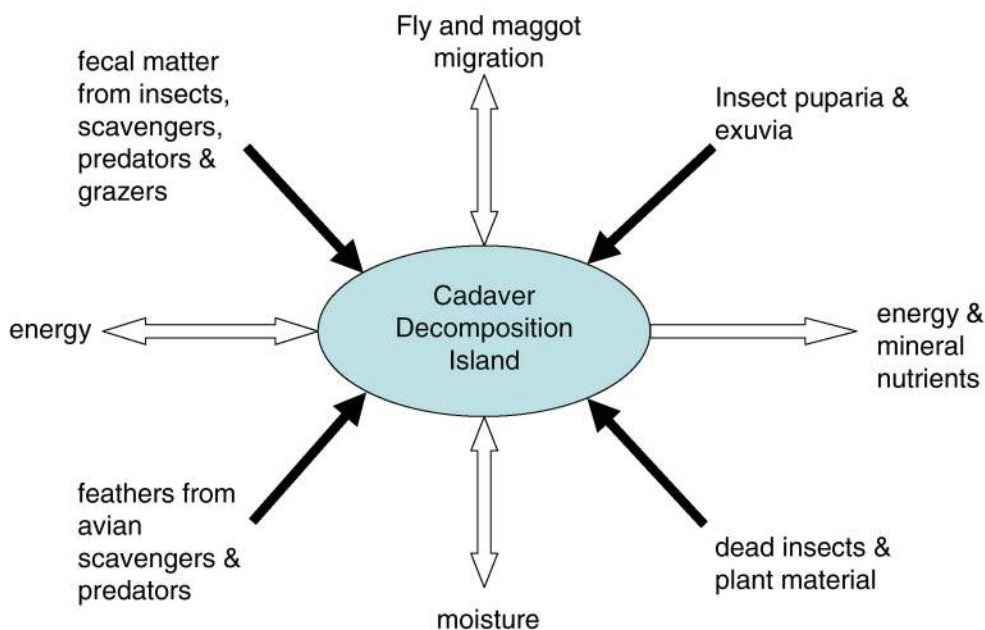 Fly and maggot
migration
fecal matter
from insects,
scavengers,
predators &
grazers
Insect puparia &
exuvia
Cadaver
Decomposition
Island
energy
energy &
mineral
nutrients
feathers from
avian
scavengers &
predators
dead insects &
plant material
moisture